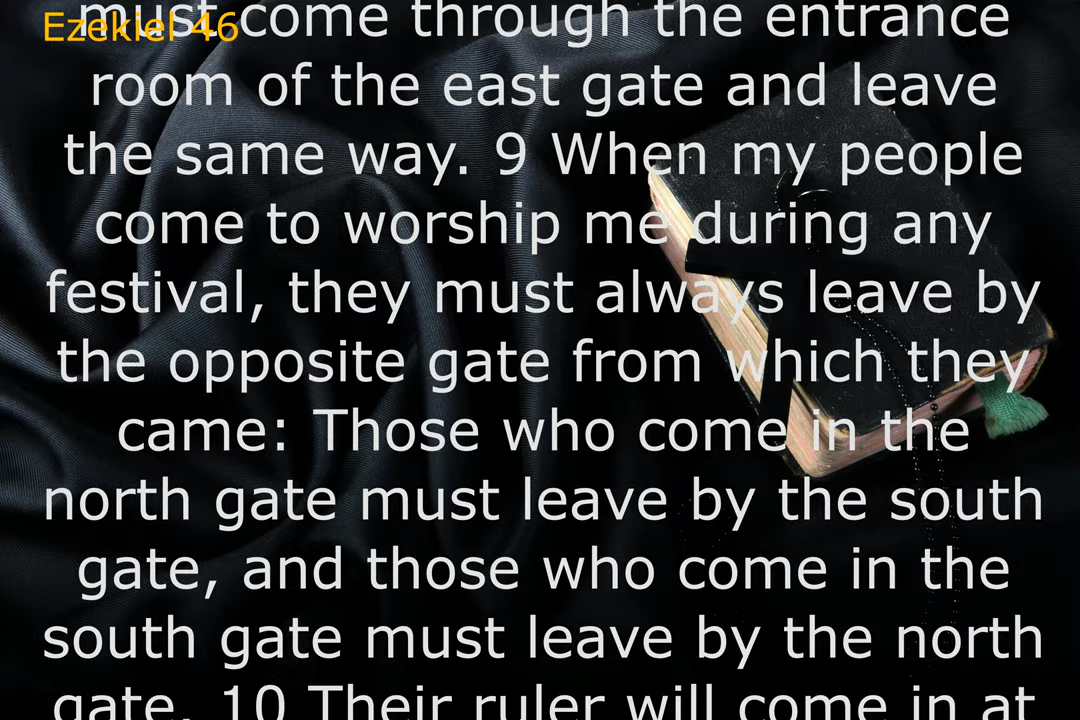 Ezekiel 46
must come through the entrance
room of the east gate and leave
the same way. 9 When my people
come to worship me during any
festival, they must always leave by
the opposite gate from which they
came: Those who come in the
north gate must leave by the south
gate, and those who come in the
south gate must leave by the north
gate. 10 Their ruler will come in at